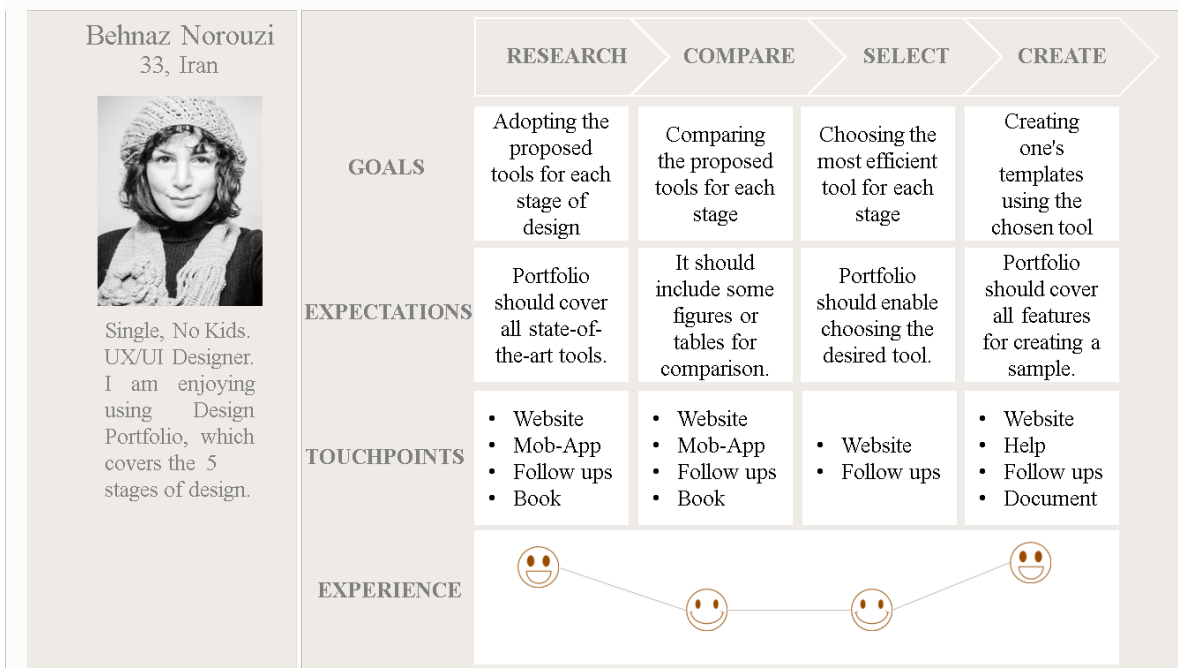 Behnaz Norouzi
33, Iran
Single, No Kids.
UX/UI Designer.
I am enjoying
using Design
Portfolio, which
covers the 5
stages of design.
RESEARCH
COMPARE
SELECT
CREATE
GOALS
Adopting the
proposed
tools for each
stage of
design
Comparing
the proposed
tools for each
stage
Choosing the
most efficient
tool for each
stage
Creating
one's
templates
using the
chosen tool
EXPECTATIONS
Portfolio
should cover
all state-of-
the-art tools.
It should
include some
figures or
tables for
comparison.
Portfolio
should enable
choosing the
desired tool.
Portfolio
should cover
all features
for creating a
sample.
TOUCHPOINTS
• Website
• Mob-App
• Follow ups
• Book
• Website
• Mob-App
• Follow ups
• Book
• Website
• Follow ups
• Website
• Help
• Follow ups
• Document
EXPERIENCE